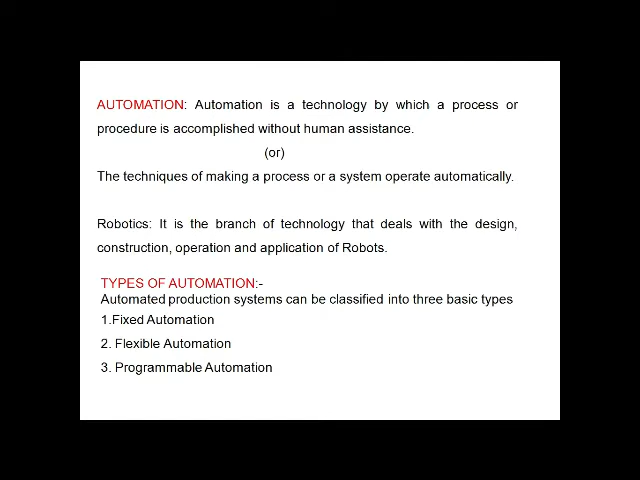 AUTOMATION: Automation is a technology by which a process or
procedure is accomplished without human assistance.
(or)
The techniques of making a process or a system operate automatically.
Robotics: It is the branch of technology that deals with the design,
construction, operation and application of Robots.
TYPES OF AUTOMATION:-
Automated production systems can be classified into three basic types
1.Fixed Automation
2. Flexible Automation
3. Programmable Automation